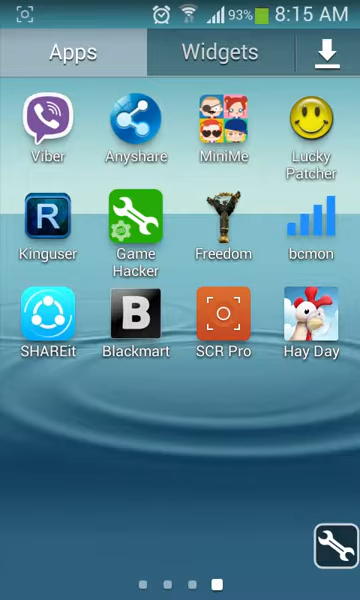 93% 8:15 AM
Apps Widgets
Viber Anyshare MiniMe Lucky Patcher
R
Kinguser Game Hacker Freedom bcmon
B
SHAREit Blackmart SCR Pro Hay Day